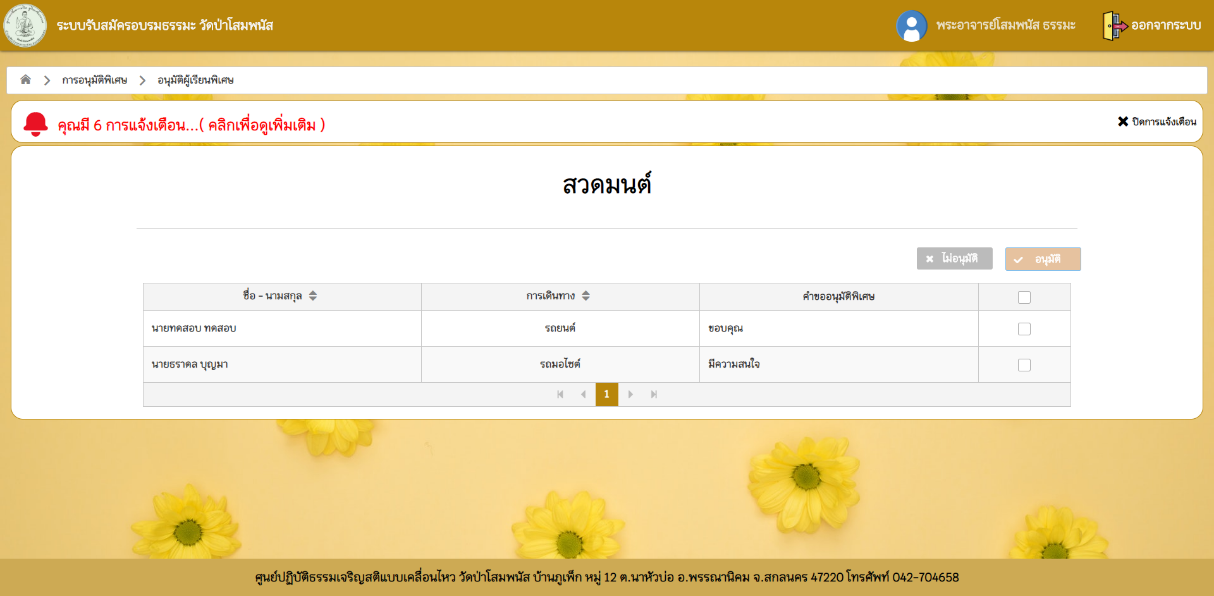 ระบบรับสมัครอบรมธรรมะ วัดป่าโสมพนัส
พระอาจารย์โสมพนัส ธรรมะ
ออกจากระบบ
การอนุมัติพิเศษ
อนุมัติผู้เรียนพิเศษ
คุณมี 6 การแจ้งเตือน...( คลิกเพื่อดูเพิ่มเติม )
ปิดการแจ้งเตือน
สวดมนต์
ไม่อนุมัติ
อนุมัติ
ชื่อ - นามสกุล
การเดินทาง
คำขออนุมัติพิเศษ
นายทดสอบ ทดสอบ
รถยนต์
ขอบคุณ
นายธราดล บุญมา
รถมอไซต์
มีความสนใจ
1
ศูนย์ปฏิบัติธรรมเจริญสติแบบเคลื่อนไหว วัดป่าโสมพนัส บ้านภูเพ็ก หมู่ 12 ต.นาหัวบ่อ อ.พรรณานิคม จ.สกลนคร 47220 โทรศัพท์ 042-704658